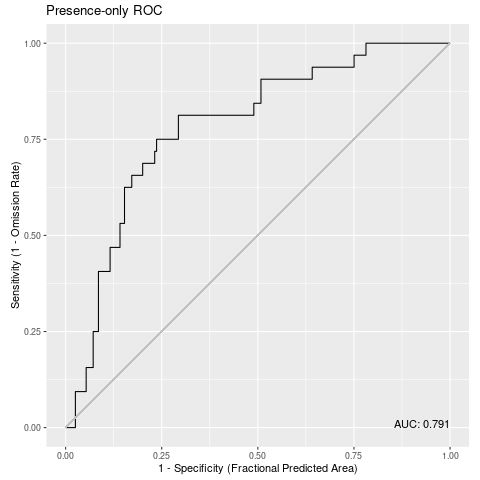 Presence-only ROC
Sensitivity (1 - Omission Rate)
1.00
0.75
0.50
0.25
0.00
AUC: 0.791
0.00 0.25 0.50 0.75 1.00
1 - Specificity (Fractional Predicted Area)